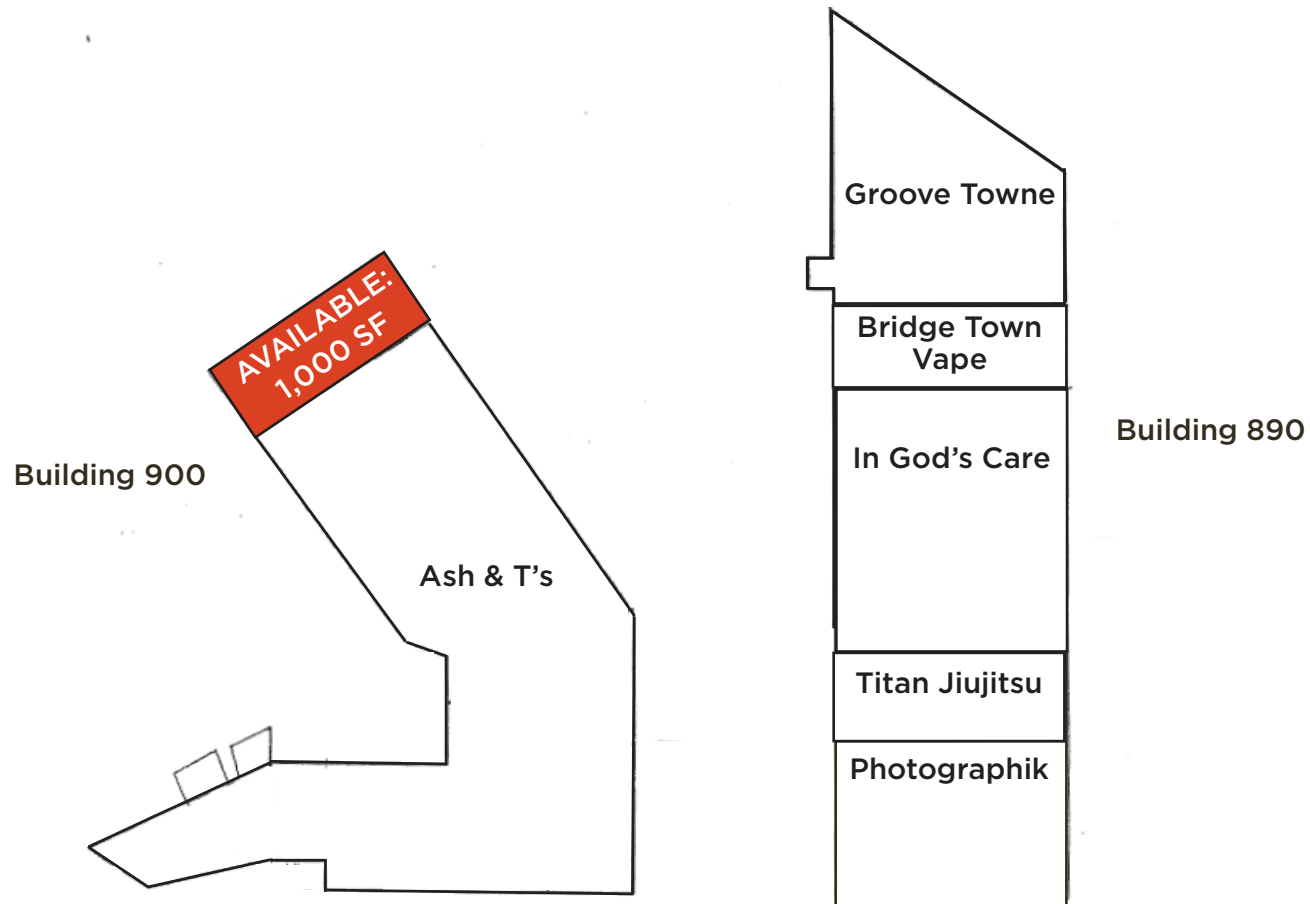 AVAILABLE:
1,000 SF
Building 900
Ash & T’s
Groove Towne
Bridge Town
Vape
In God’s Care
Building 890
Titan Jiujitsu
Photographik